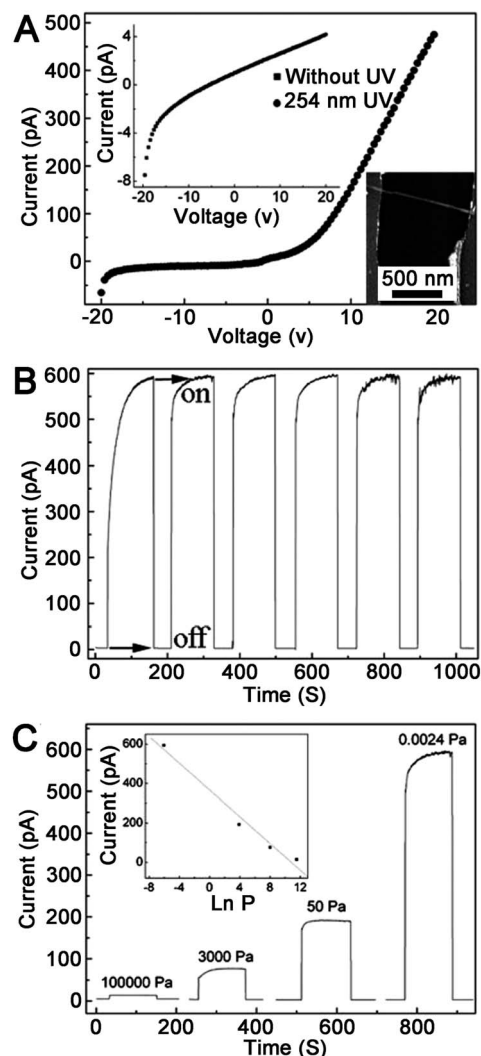 A
Current (pA)
500
400
300
200
100
0
-20
-10
0
10
20
Voltage (v)
Current (pA)
4
0
-4
-8
-20
-10
0
10
20
Voltage (v)
Without UV
254 nm UV
500 nm
B
Current (pA)
600
500
400
300
200
100
0
on
off
0
200
400
600
800
1000
Time (S)
C
Current (pA)
600
500
400
300
200
100
0
Current (pA)
600
400
200
0
-8
-4
0
4
8
12
Ln P
100000 Pa
3000 Pa
50 Pa
0.0024 Pa
0
200
400
600
800
Time (S)